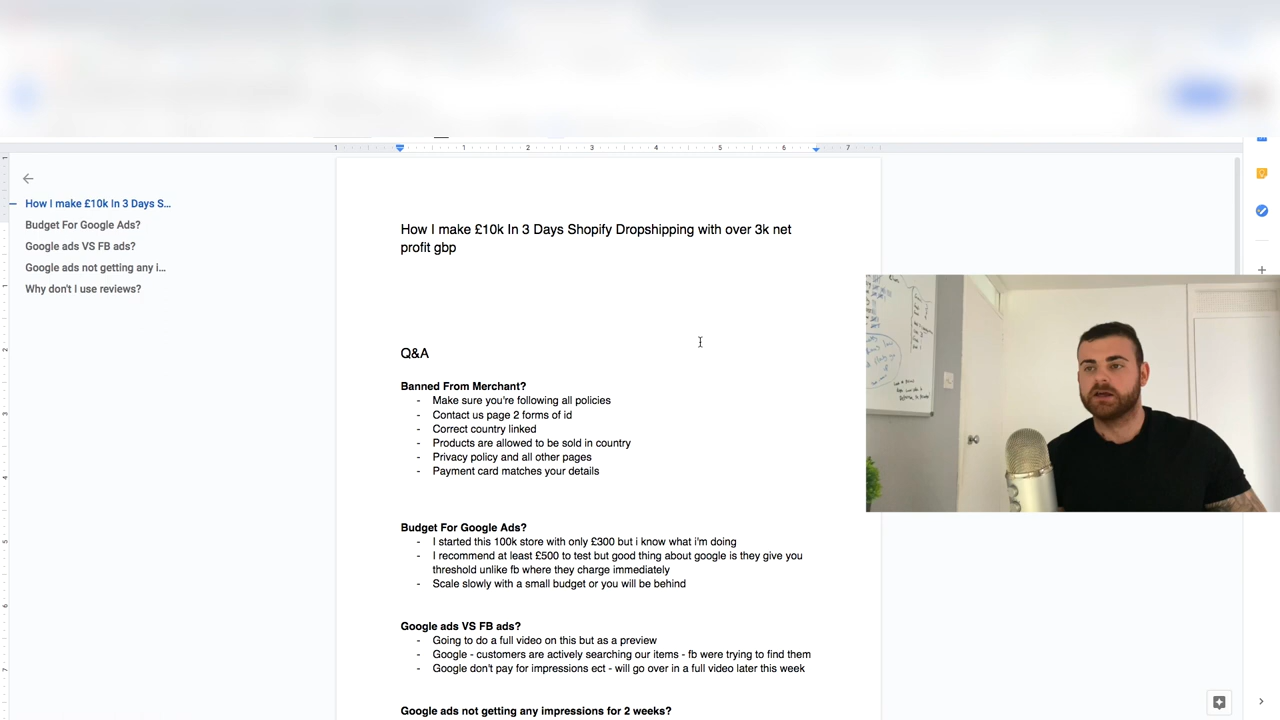 How I make £10k In 3 Days S...
Budget For Google Ads?
Google ads VS FB ads?
Google ads not getting any i...
Why don't I use reviews?
1 1 2 3 4 5 6 7
How I make £10k In 3 Days Shopify Dropshipping with over 3k net
profit gbp
Q&A
Banned From Merchant?
- Make sure you're following all policies
- Contact us page 2 forms of id
- Correct country linked
- Products are allowed to be sold in country
- Privacy policy and all other pages
- Payment card matches your details
Budget For Google Ads?
- I started this 100k store with only £300 but i know what i'm doing
- I recommend at least £500 to test but good thing about google is they give you
threshold unlike fb where they charge immediately
- Scale slowly with a small budget or you will be behind
Google ads VS FB ads?
- Going to do a full video on this but as a preview
- Google - customers are actively searching our items - fb were trying to find them
- Google don't pay for impressions ect - will go over in a full video later this week
Google ads not getting any impressions for 2 weeks?